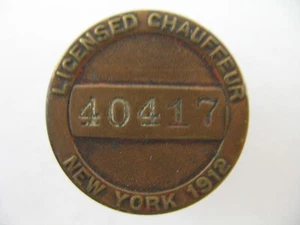 LICENSED CHAUFFEUR
40417
NEW YORK 1912